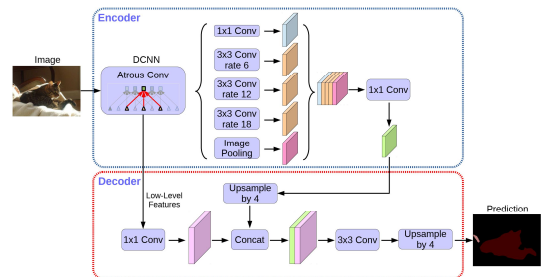 Encoder
Image
DCNN
Atrous Conv
1x1 Conv
3x3 Conv
rate 6
3x3 Conv
rate 12
3x3 Conv
rate 18
Image
Pooling
1x1 Conv
Decoder
Low-Level
Features
Upsample
by 4
1x1 Conv
Concat
3x3 Conv
Upsample
by 4
Prediction